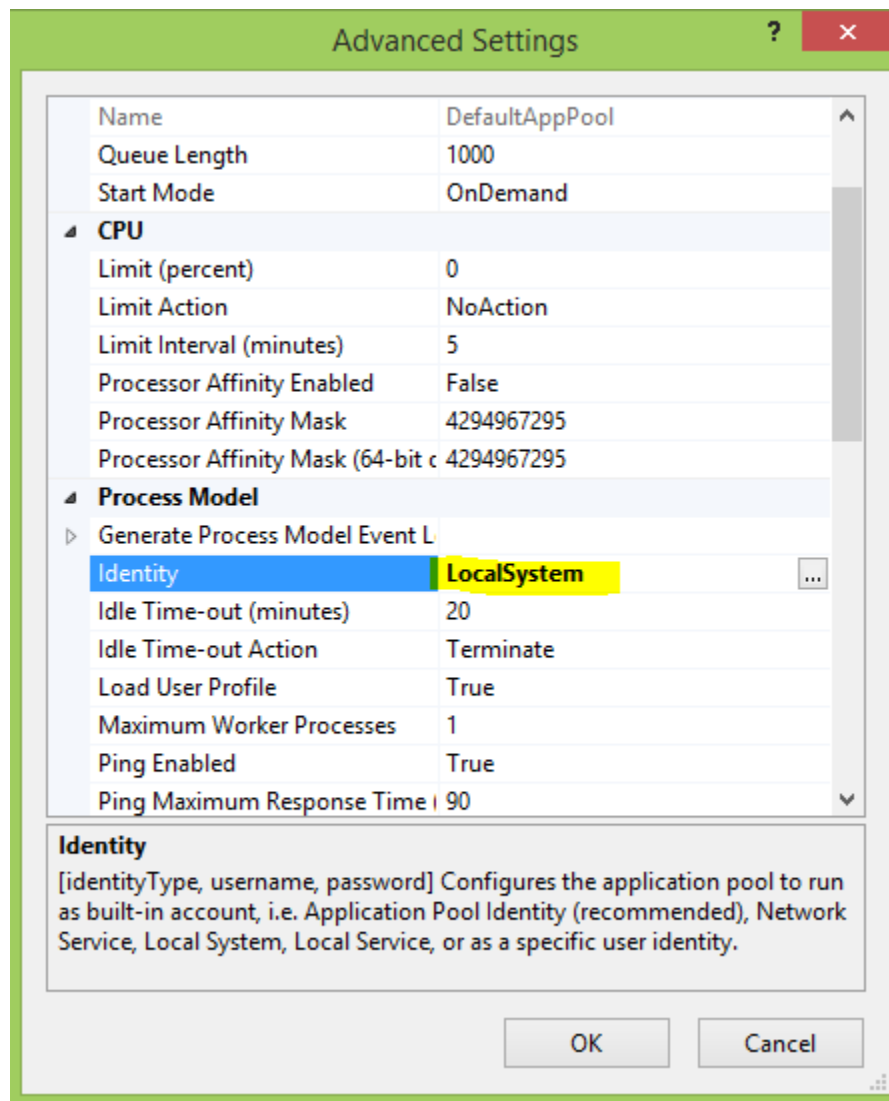 Advanced Settings
?
Name DefaultAppPool
Queue Length 1000
Start Mode OnDemand
CPU
Limit (percent) 0
Limit Action NoAction
Limit Interval (minutes) 5
Processor Affinity Enabled False
Processor Affinity Mask 4294967295
Processor Affinity Mask (64-bit 4294967295
Process Model
Generate Process Model Event
Identity LocalSystem ...
Idle Time-out (minutes) 20
Idle Time-out Action Terminate
Load User Profile True
Maximum Worker Processes 1
Ping Enabled True
Ping Maximum Response Time ( 90
Identity
[identityType, username, password] Configures the application pool to run
as built-in account, i.e. Application Pool Identity (recommended), Network
Service, Local System, Local Service, or as a specific user identity.
OK Cancel